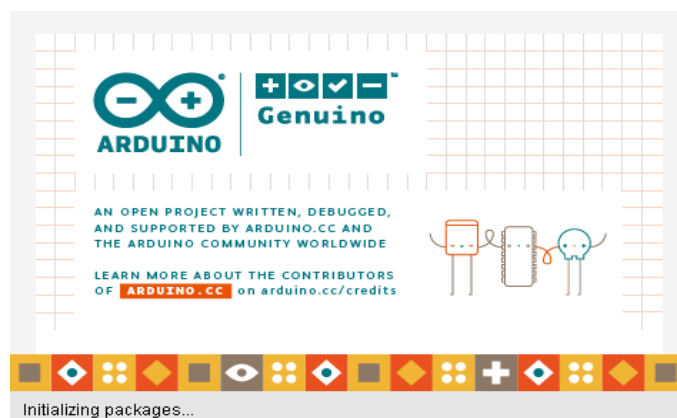 ARDUINO
Genuino™
AN OPEN PROJECT WRITTEN, DEBUGGED,
AND SUPPORTED BY ARDUINO.CC AND
THE ARDUINO COMMUNITY WORLDWIDE
LEARN MORE ABOUT THE CONTRIBUTORS
OF ARDUINO.CC on arduino.cc/credits
Initializing packages...